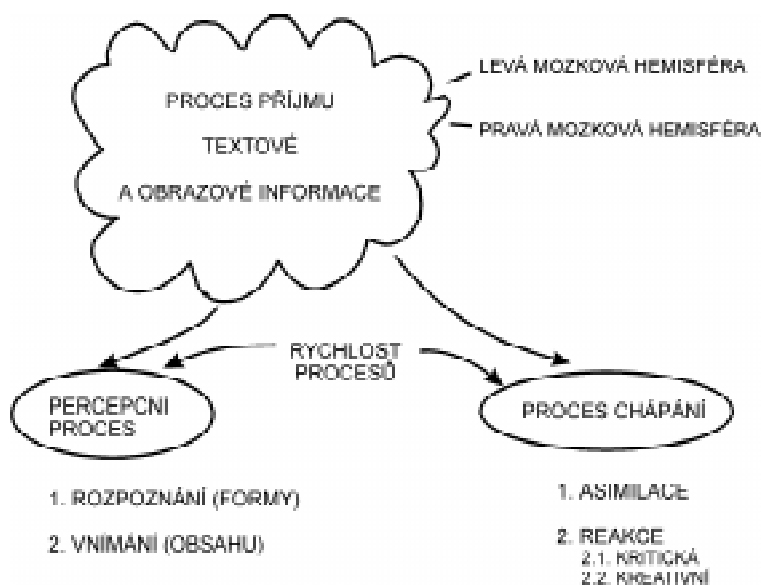 PROCES PŘÍJMU
TEXTOVÉ
A OBRAZOVÉ INFORMACE
LEVÁ MOZKOVÁ HEMISFÉRA
PRAVÁ MOZKOVÁ HEMISFÉRA
RYCHLOST
PROCESŮ
PERCEPCNI
PROCES
PROCES CHÁPÁNÍ
1. ROZPOZNÁNÍ (FORMY)
2. VNÍMÁNÍ (OBSAHU)
1. ASIMILACE
2. REAKCE
2.1. KRITICKÁ
2.2. KREATIVNÍ